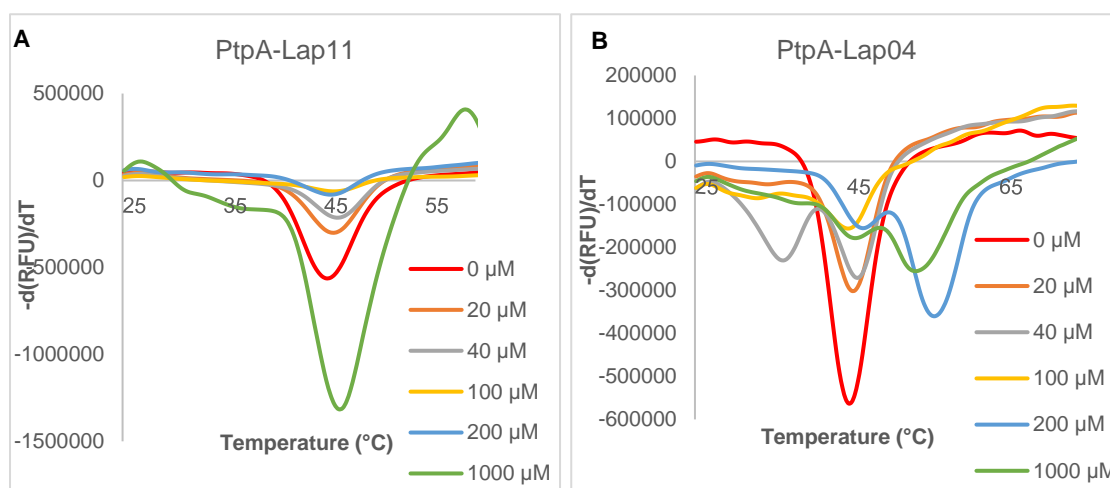 A
PtpA-Lap11
-d(RFU)/dT
500000
0
-500000
-1000000
-1500000
25
35
45
55
Temperature (°C)
0 µM
20 µM
40 µM
100 µM
200 µM
1000 µM
B
PtpA-Lap04
-d(RFU)/dT
200000
100000
0
-100000
-200000
-300000
-400000
-500000
-600000
25
45
65
Temperature (°C)
0 µM
20 µM
40 µM
100 µM
200 µM
1000 µM